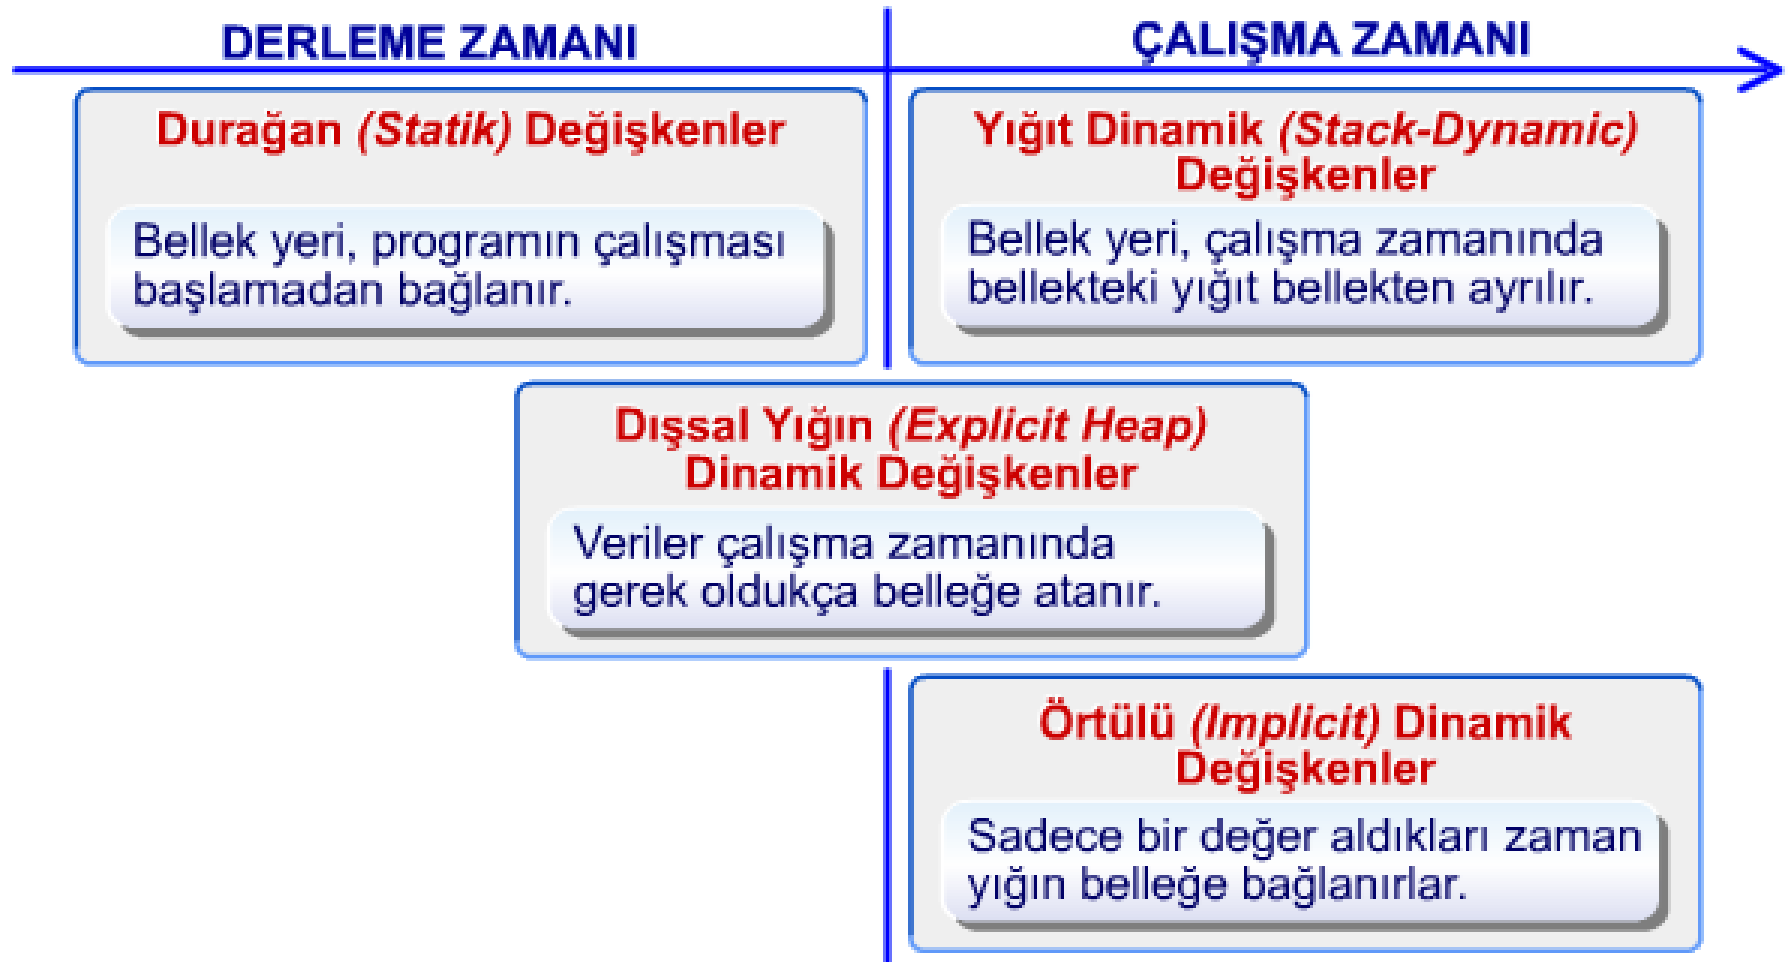 DERLEME ZAMANI
ÇALIŞMA ZAMANI
Durağan (Statik) Değişkenler
Bellek yeri, programın çalışması
başlamadan bağlanır.
Yığıt Dinamik (Stack-Dynamic)
Değişkenler
Bellek yeri, çalışma zamanında
bellekteki yığıt bellekten ayrılır.
Dışsal Yığın (Explicit Heap)
Dinamik Değişkenler
Veriler çalışma zamanında
gerek oldukça belleğe atanır.
Örtülü (Implicit) Dinamik
Değişkenler
Sadece bir değer aldıkları zaman
yığın belleğe bağlanırlar.